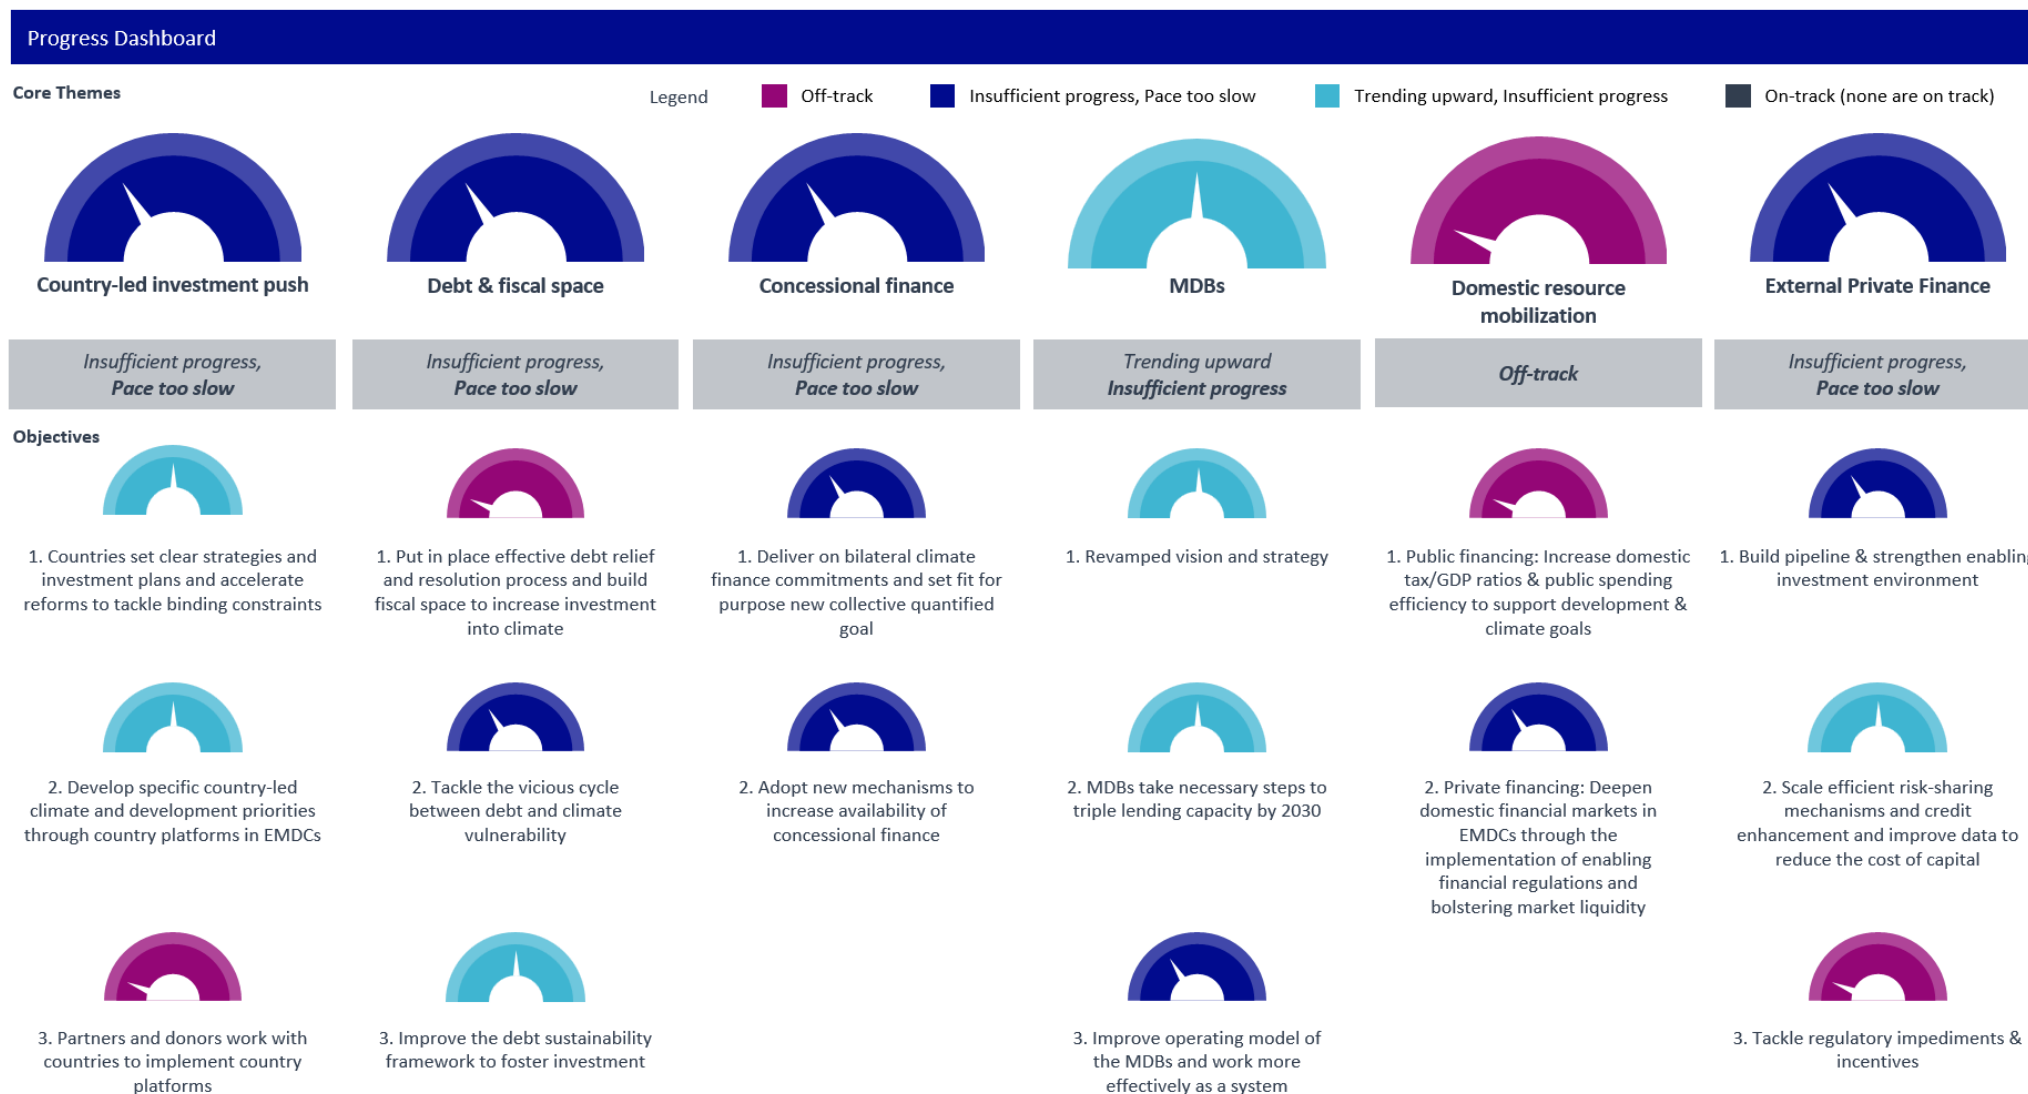 Progress Dashboard
Core Themes
Legend
Off-track
Insufficient progress, Pace too slow
Trending upward, Insufficient progress
On-track (none are on track)
Country-led investment push
Debt & fiscal space
Concessional finance
MDBs
Domestic resource
mobilization
External Private Finance
Insufficient progress,
Pace too slow
Insufficient progress,
Pace too slow
Insufficient progress,
Pace too slow
Trending upward
Insufficient progress
Off-track
Insufficient progress,
Pace too slow
Objectives
1. Countries set clear strategies and
investment plans and accelerate
reforms to tackle binding constraints
1. Put in place effective debt relief
and resolution process and build
fiscal space to increase investment
into climate
1. Deliver on bilateral climate
finance commitments and set fit for
purpose new collective quantified
goal
1. Revamped vision and strategy
1. Public financing: Increase domestic
tax/GDP ratios & public spending
efficiency to support development &
climate goals
1. Build pipeline & strengthen enabling
investment environment
2. Develop specific country-led
climate and development priorities
through country platforms in EMDCs
2. Tackle the vicious cycle
between debt and climate
vulnerability
2. Adopt new mechanisms to
increase availability of
concessional finance
2. MDBs take necessary steps to
triple lending capacity by 2030
2. Private financing: Deepen
domestic financial markets in
EMDCs through the
implementation of enabling
financial regulations and
bolstering market liquidity
2. Scale efficient risk-sharing
mechanisms and credit
enhancement and improve data to
reduce the cost of capital
3. Partners and donors work with
countries to implement country
platforms
3. Improve the debt sustainability
framework to foster investment
3. Improve operating model of
the MDBs and work more
effectively as a system
3. Tackle regulatory impediments &
incentives